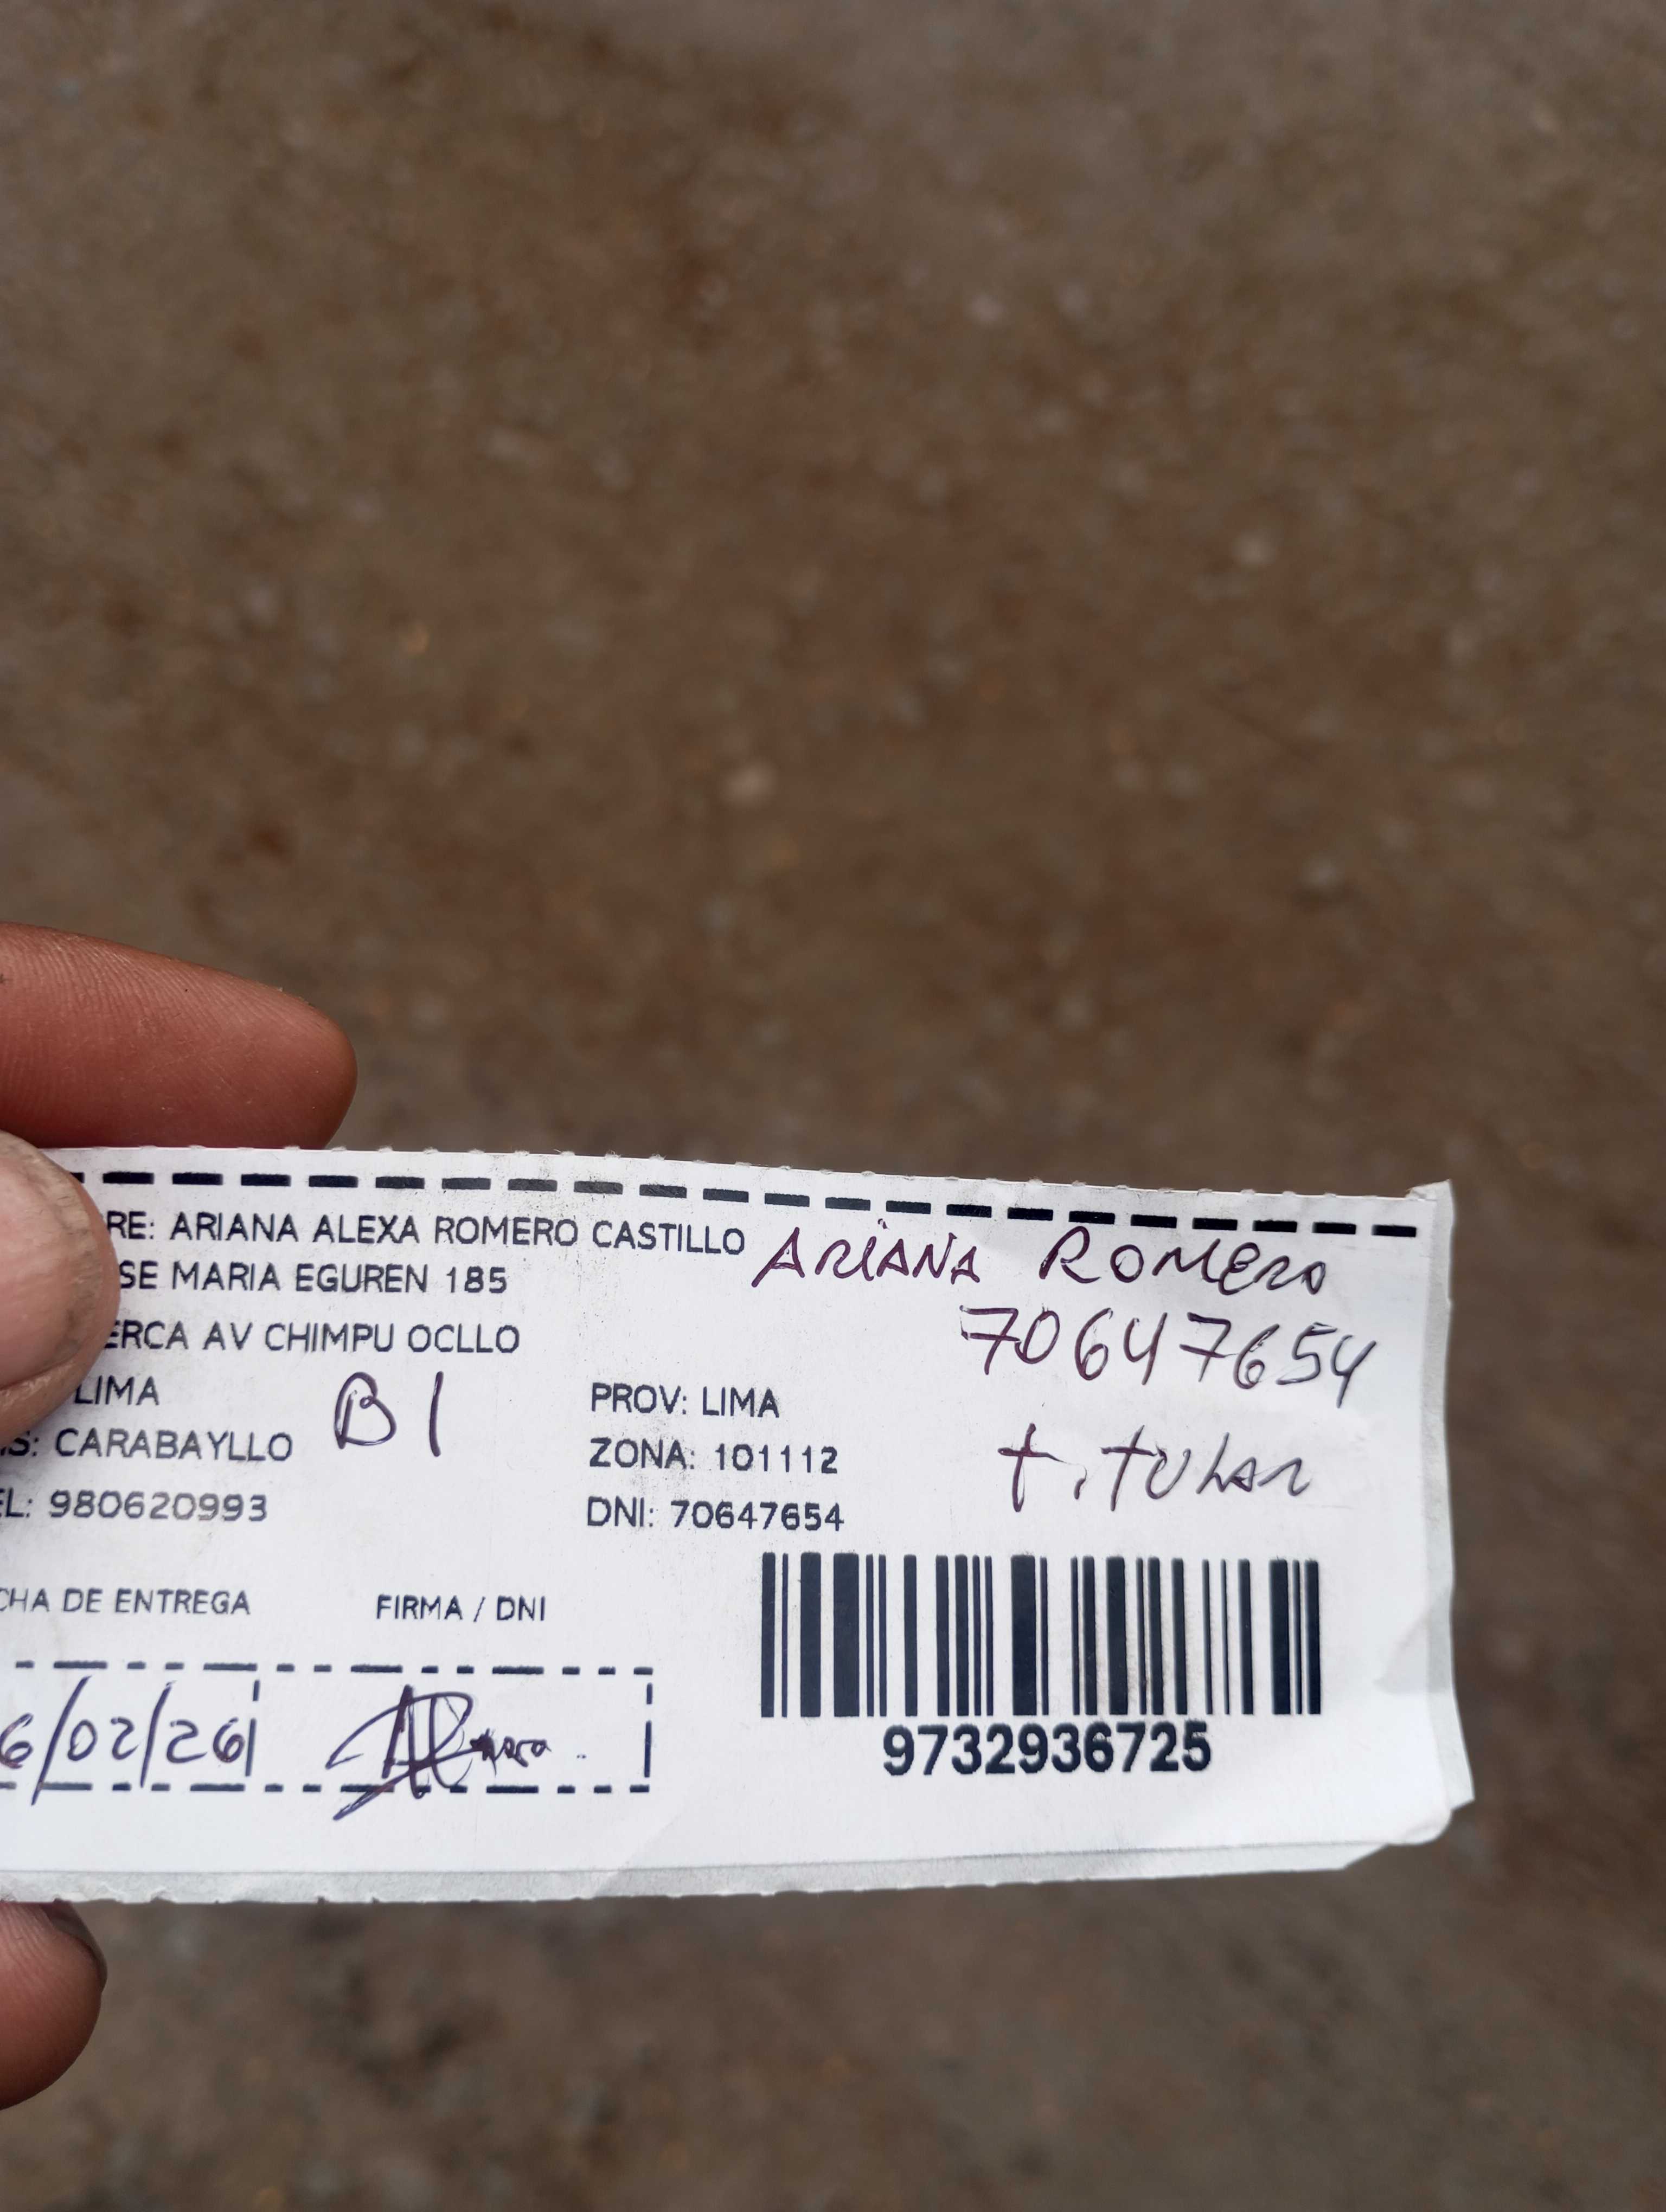 RE: ARIANA ALEXA ROMERO CASTILLO
ARIANA ROMERO
SE MARIA EGUREN 185
70647654
ERCA AV CHIMPU OCLLO
LIMA
B1
PROV: LIMA
S: CARABAYLLO
ZONA: 101112
titular
EL: 980620993
DNI: 70647654
CHA DE ENTREGA
FIRMA / DNI
6/02/26
9732936725